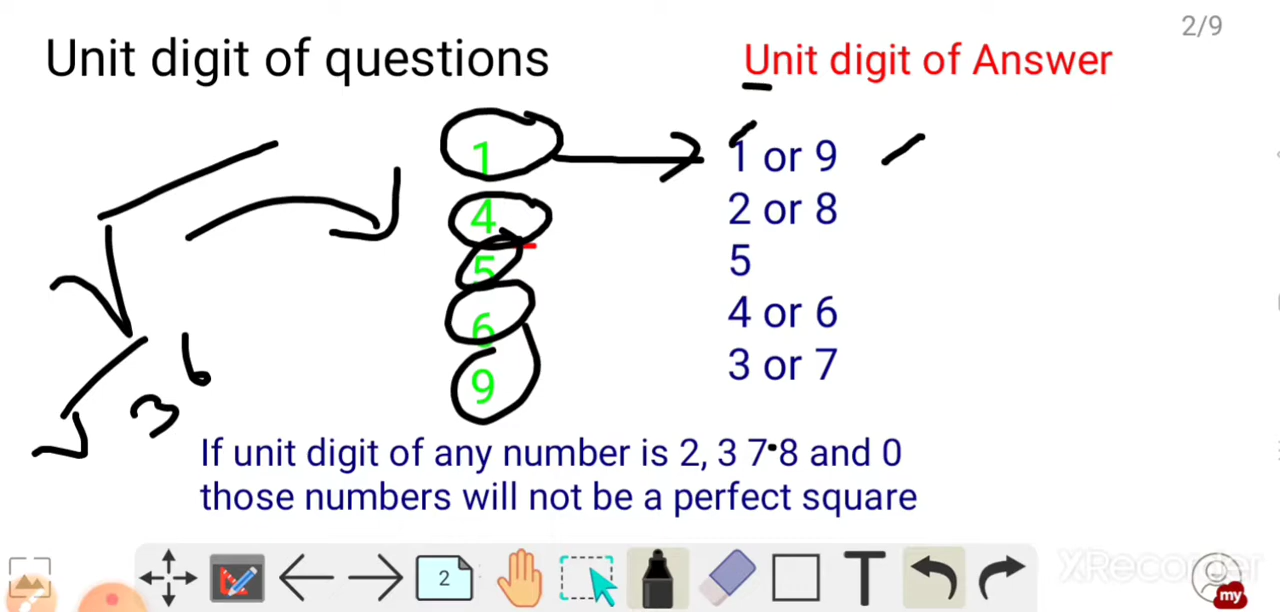 2/9
Unit digit of questions Unit digit of Answer
1 1 or 9
4 2 or 8
5 5
6 4 or 6
9 3 or 7
36
If unit digit of any number is 2, 3 7 8 and 0
those numbers will not be a perfect square
2
XRecorder
my